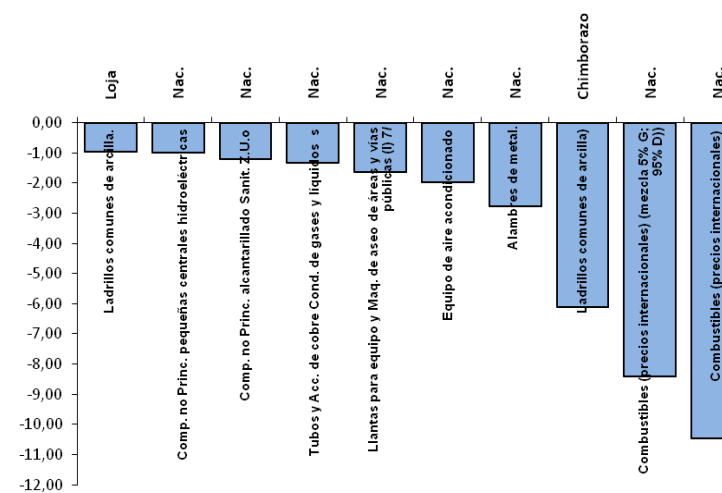 Loja
Nac.
Nac.
Nac.
Nac.
Nac.
Nac.
Chimborazo
Nac.
Nac.
0,00
-1,00
-2,00
-3,00
-4,00
-5,00
-6,00
-7,00
-8,00
-9,00
-10,00
-11,00
-12,00
Ladrillos comunes de arcilla.
Comp. no Princ. pequeñas centrales hidroeléctricas
Comp. no Princ. alcantarillado Sanit. Z.U.o
Tubos y Acc. de cobre Cond. de gases y líquidos s
Llantas para equipo y Maq. de aseo de áreas y vías
públicas (I) 7/
Equipo de aire acondicionado
Alambres de metal.
Ladrillos comunes de arcilla)
Combustibles (precios internacionales) (mezcla 5% G;
95% D))
Combustibles (precios internacionales)